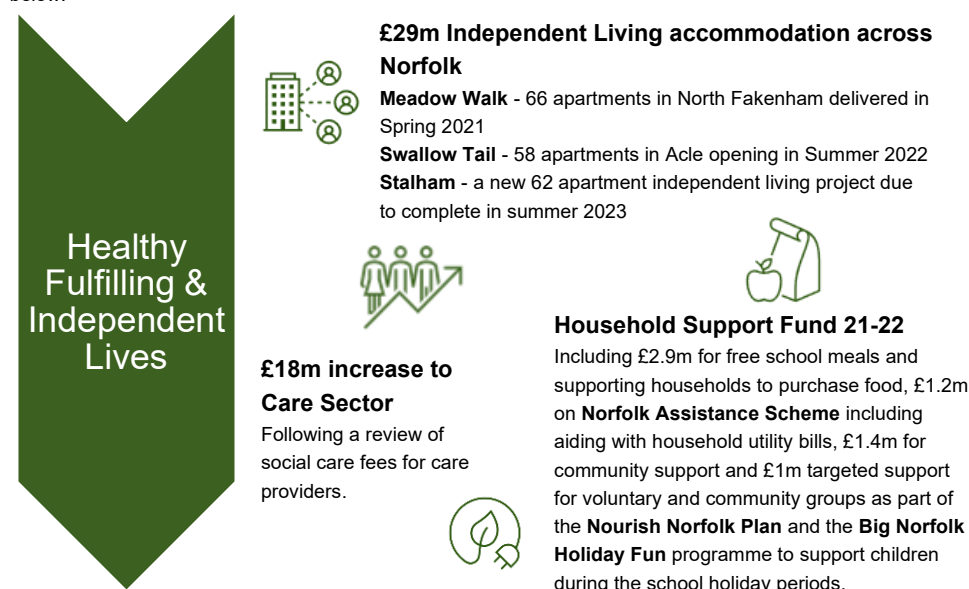 Healthy
Fulfilling &
Independent
Lives
£29m Independent Living accommodation across
Norfolk
Meadow Walk - 66 apartments in North Fakenham delivered in
Spring 2021
Swallow Tail - 58 apartments in Acle opening in Summer 2022
Stalham - a new 62 apartment independent living project due
to complete in summer 2023
£18m increase to
Care Sector
Following a review of
social care fees for care
providers.
Household Support Fund 21-22
Including £2.9m for free school meals and
supporting households to purchase food, £1.2m
on Norfolk Assistance Scheme including
aiding with household utility bills, £1.4m for
community support and £1m targeted support
for voluntary and community groups as part of
the Nourish Norfolk Plan and the Big Norfolk
Holiday Fun programme to support children
during the school holiday periods.